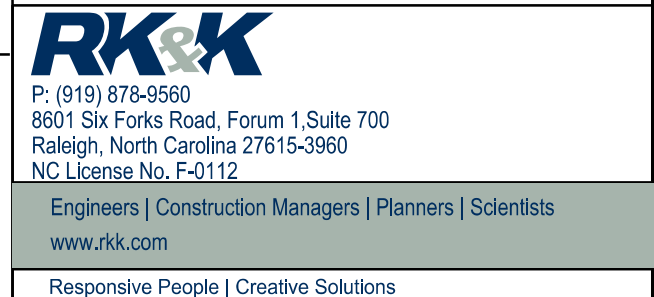 RK&K
P: (919) 878-9560
8601 Six Forks Road, Forum 1,Suite 700
Raleigh, North Carolina 27615-3960
NC License No. F-0112
Engineers | Construction Managers | Planners | Scientists
www.rkk.com
Responsive People | Creative Solutions